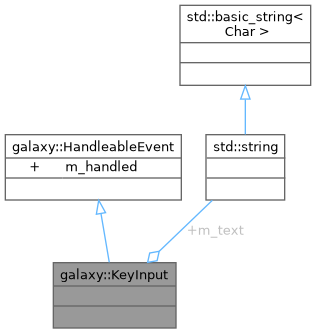 std::basic_string<
Char >
galaxy::HandleableEvent
+ m_handled
std::string
+m_text
galaxy::KeyInput